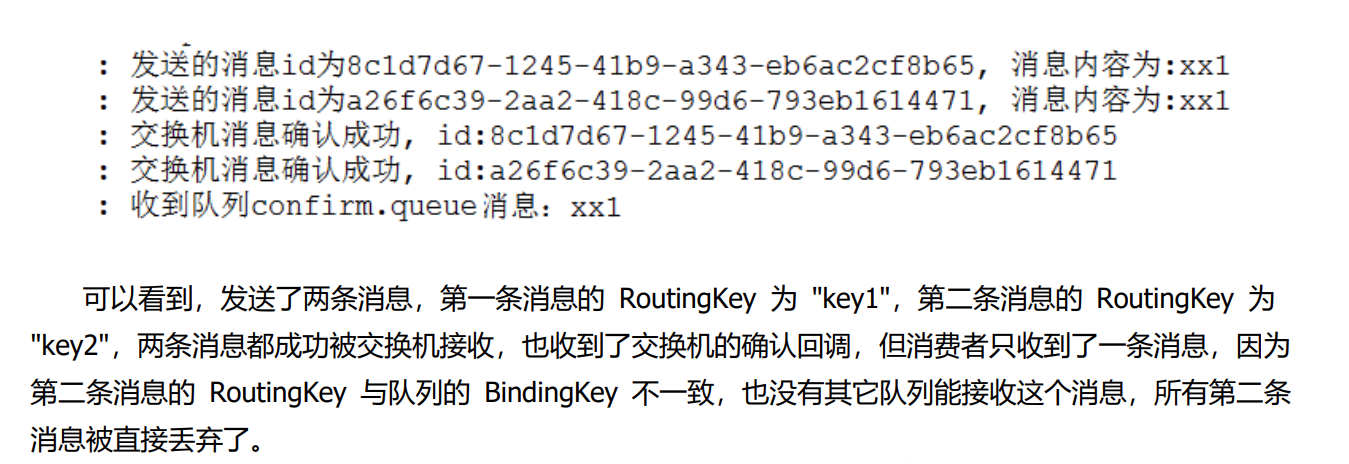 : 发送的消息id为8c1d7d67-1245-41b9-a343-eb6ac2cf8b65, 消息内容为:xx1
: 发送的消息id为a26f6c39-2aa2-418c-99d6-793eb1614471, 消息内容为:xx1
: 交换机消息确认成功, id:8c1d7d67-1245-41b9-a343-eb6ac2cf8b65
: 交换机消息确认成功, id:a26f6c39-2aa2-418c-99d6-793eb1614471
: 收到队列confirm.queue消息: xx1
可以看到，发送了两条消息，第一条消息的 RoutingKey 为 "key1"，第二条消息的 RoutingKey 为
"key2"，两条消息都成功被交换机接收，也收到了交换机的确认回调，但消费者只收到了一条消息，因为
第二条消息的 RoutingKey 与队列的 BindingKey 不一致，也没有其它队列能接收这个消息，所有第二条
消息被直接丢弃了。